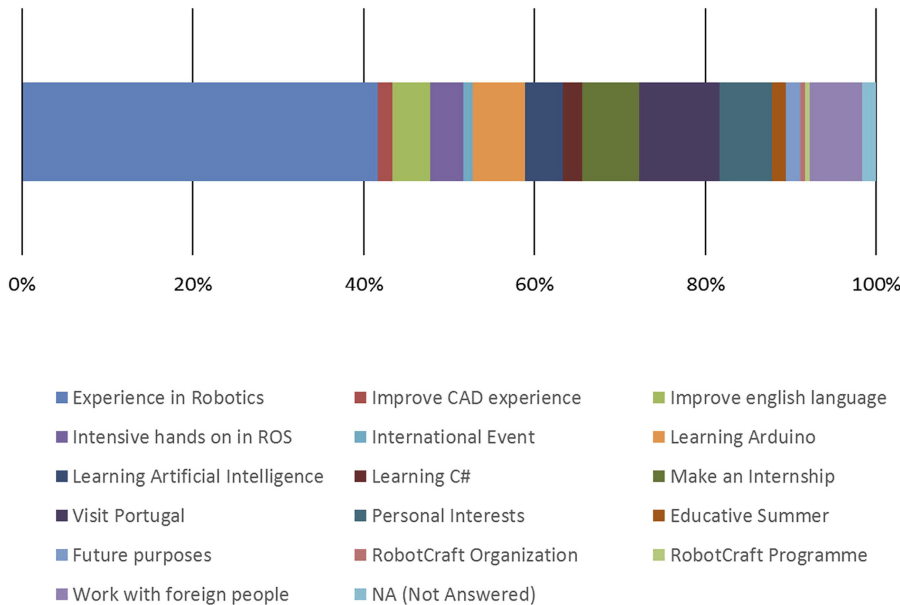 0% 20% 40% 60% 80% 100%
Experience in Robotics Improve CAD experience Improve english language
Intensive hands on in ROS International Event Learning Arduino
Learning Artificial Intelligence Learning C# Make an Internship
Visit Portugal Personal Interests Educative Summer
Future purposes RobotCraft Organization RobotCraft Programme
Work with foreign people NA (Not Answered)